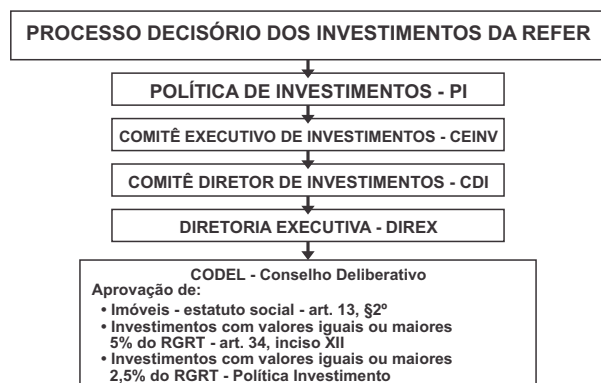 PROCESSO DECISÓRIO DOS INVESTIMENTOS DA REFER
POLÍTICA DE INVESTIMENTOS - PI
COMITÊ EXECUTIVO DE INVESTIMENTOS - CEINV
COMITÊ DIRETOR DE INVESTIMENTOS - CDI
DIRETORIA EXECUTIVA - DIREX
CODEL - Conselho Deliberativo
Aprovação de:
• Imóveis - estatuto social - art. 13, §2º
• Investimentos com valores iguais ou maiores
5% do RGRT - art. 34, inciso XII
• Investimentos com valores iguais ou maiores
2,5% do RGRT - Política Investimento